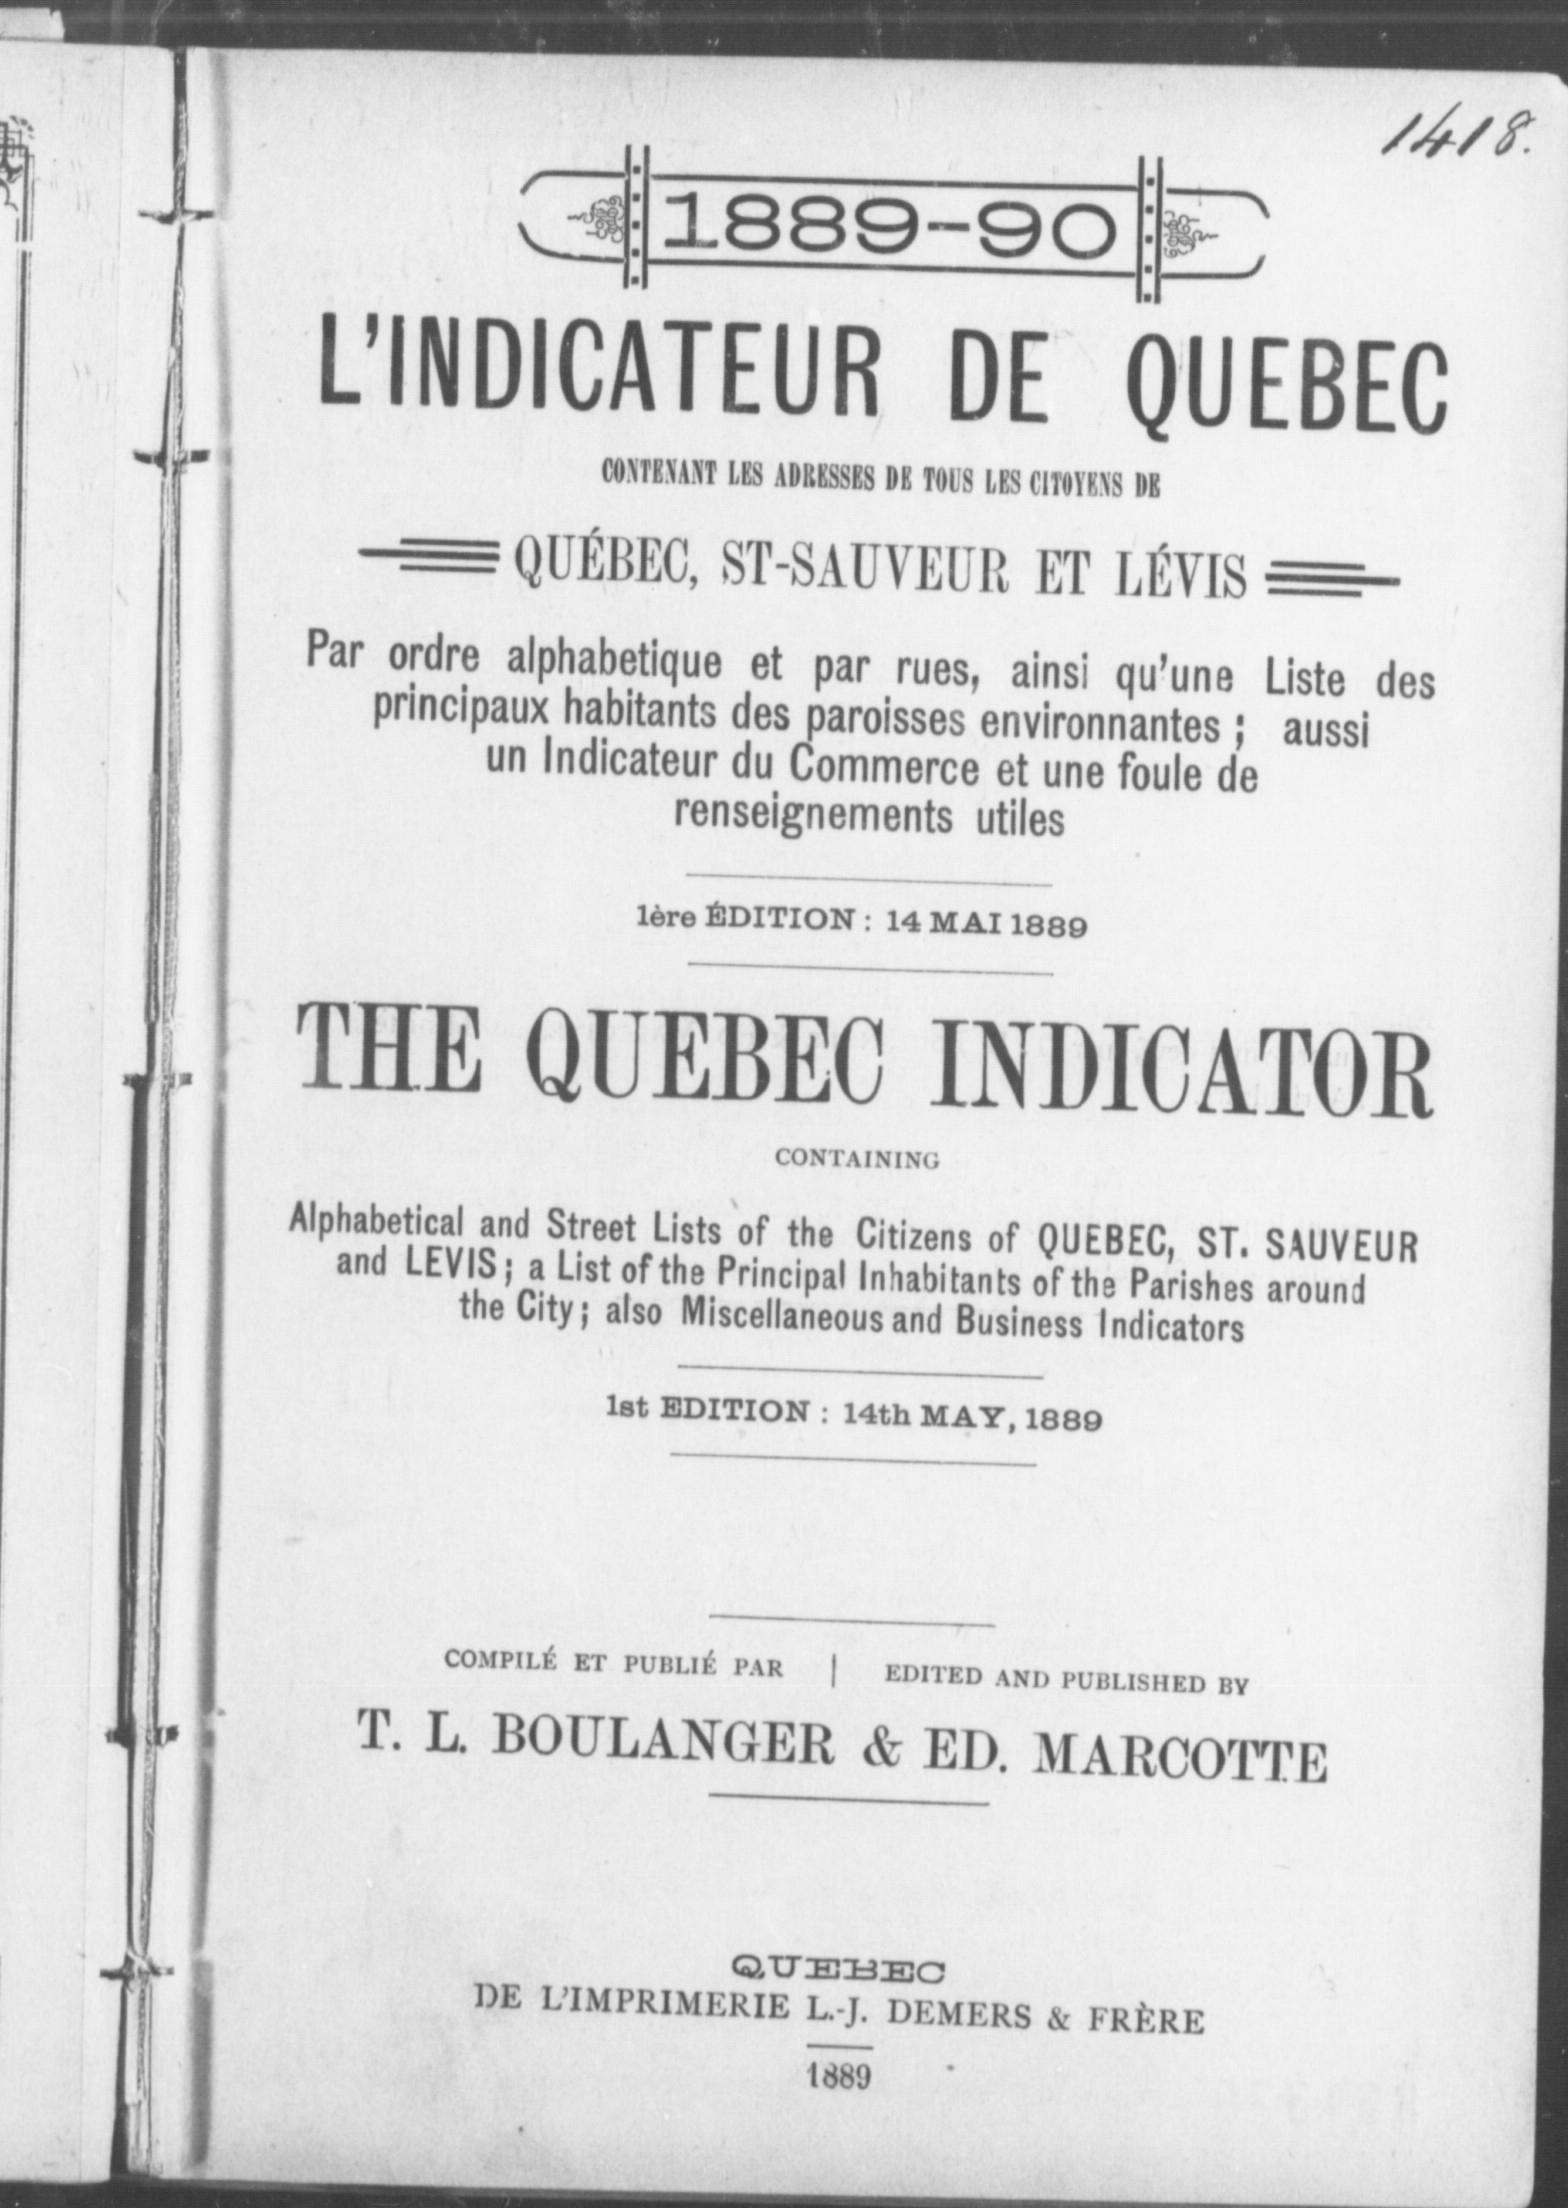 1418.
1889-90
L'INDICATEUR DE QUEBEC
CONTENANT LES ADRESSES DE TOUS LES CITOYENS DE
QUÉBEC, ST-SAUVEUR ET LÉVIS
Par ordre alphabetique et par rues, ainsi qu'une Liste des
principaux habitants des paroisses environnantes ; aussi
un Indicateur du Commerce et une foule de
renseignements utiles
1ère ÉDITION : 14 MAI 1889
THE QUEBEC INDICATOR
CONTAINING
Alphabetical and Street Lists of the Citizens of QUEBEC, ST. SAUVEUR
and LEVIS ; a List of the Principal Inhabitants of the Parishes around
the City ; also Miscellaneous and Business Indicators
1st EDITION : 14th MAY, 1889
COMPILÉ ET PUBLIÉ PAR | EDITED AND PUBLISHED BY
T. L. BOULANGER & ED. MARCOTTE
QUEBEC
DE L'IMPRIMERIE L.-J. DEMERS & FRÈRE
1889